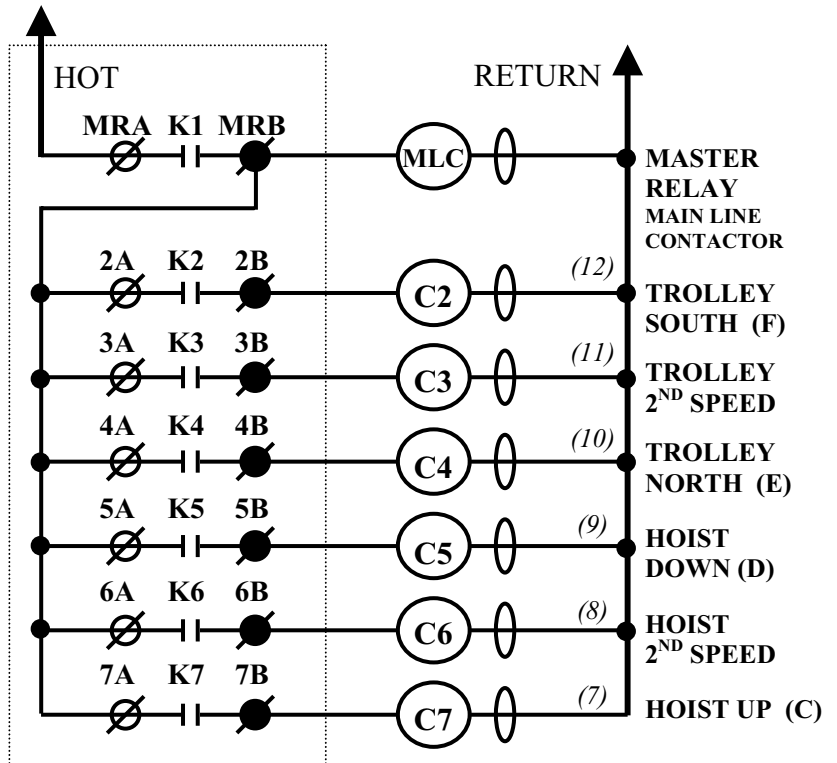 HOT
RETURN
MRA K1 MRB
MLC
MASTER
RELAY
MAIN LINE
CONTACTOR
2A K2 2B
C2
(12)
TROLLEY
SOUTH (F)
3A K3 3B
C3
(11)
TROLLEY
2ND SPEED
4A K4 4B
C4
(10)
TROLLEY
NORTH (E)
5A K5 5B
C5
(9)
HOIST
DOWN (D)
6A K6 6B
C6
(8)
HOIST
2ND SPEED
7A K7 7B
C7
(7)
HOIST UP (C)